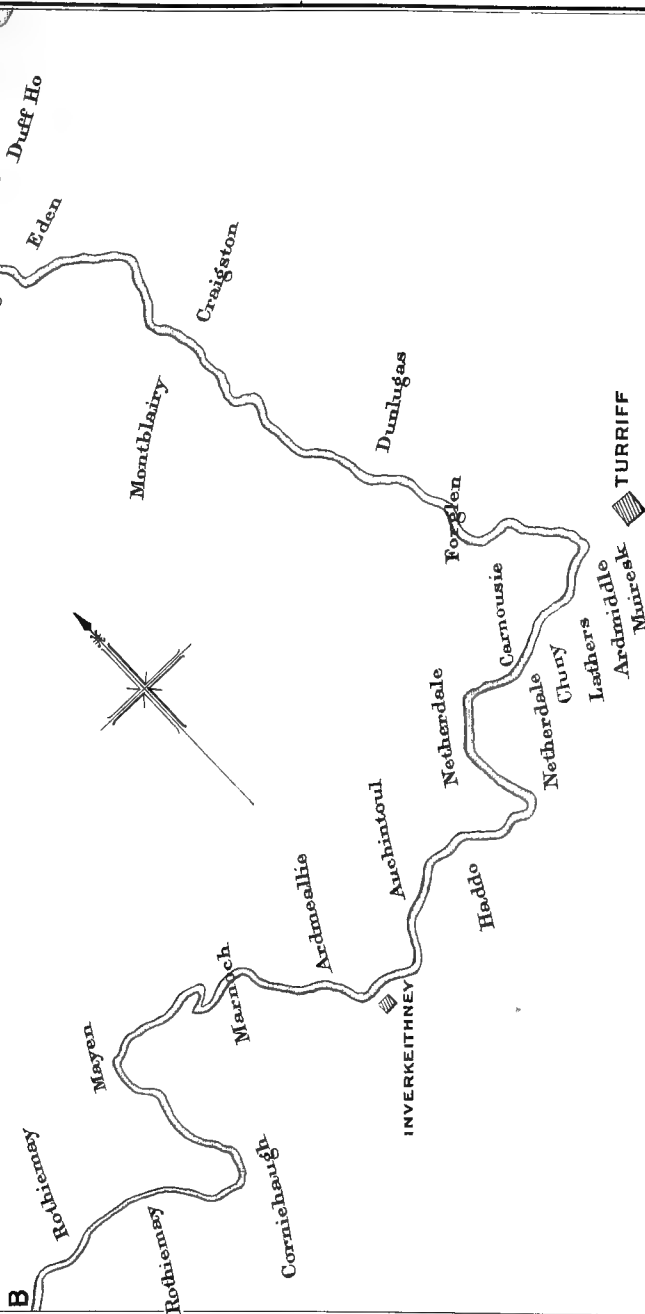 Duff Ho
Eden
Craigston
Montblairy
Dunlugas
Forglen
TURRIFF
Carnousie
Ardmiddle
Muiresk
Lathers
Cluny
Netherdale
Netherdale
Auchintoul
Haddo
Ardmeallie
Marnoch
INVERKEITHNEY
Mayen
Corniehaugh
Rothiemay
Rothiemay
B